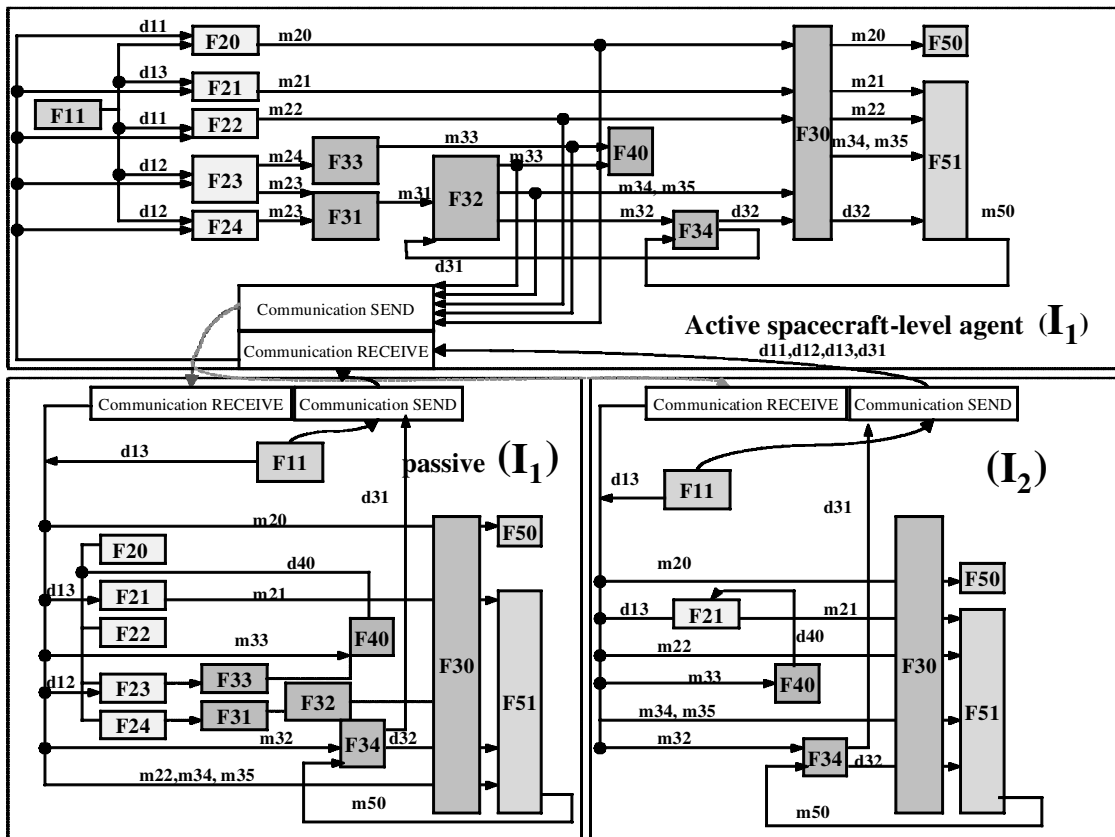 d11
F20
m20
m20
F50
d13
F21
m21
m21
F11
d11
F22
m22
m22
F30
m34, m35
m24
F33
m33
m33
F40
F51
d12
F23
m23
m31
F32
m34, m35
d12
F24
m23
F31
m32
F34
d32
d32
m50
d31
Communication SEND
Communication RECEIVE
Active spacecraft-level agent (I1)
d11,d12,d13,d31
Communication RECEIVE
Communication SEND
d13
F11
passive (I1)
d31
m20
F50
F20
d40
d13
F21
m21
F22
m33
F40
F30
d12
F23
F33
F32
F51
F24
F31
m32
F34
d32
m22,m34, m35
m50
Communication RECEIVE
Communication SEND
(I2)
d13
F11
d31
m20
F50
d13
F21
m21
d40
m22
F30
m33
F40
F51
m34, m35
m32
F34
d32
m50